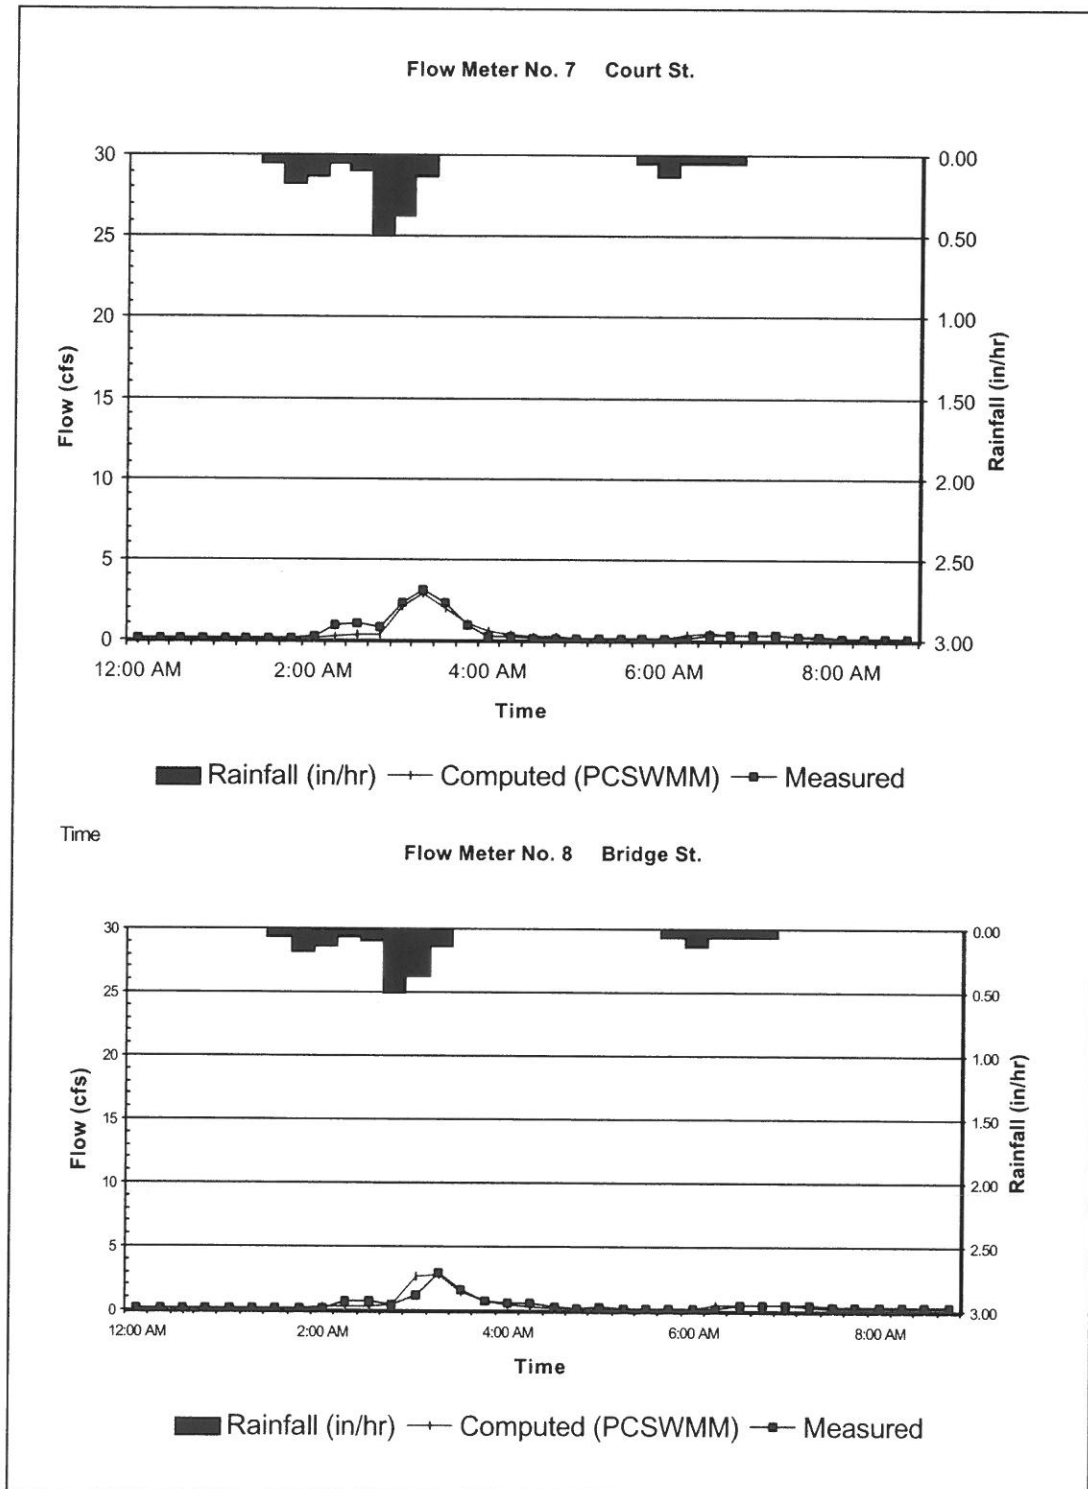 Flow Meter No. 7 Court St.
30
25
20
15
10
5
0
0.00
0.50
1.00
1.50
2.00
2.50
3.00
Flow (cfs)
Rainfall (in/hr)
12:00 AM 2:00 AM 4:00 AM 6:00 AM 8:00 AM
Time
Rainfall (in/hr) Computed (PCSWMM) Measured
Time
Flow Meter No. 8 Bridge St.
30
25
20
15
10
5
0
0.00
0.50
1.00
1.50
2.00
2.50
3.00
Flow (cfs)
Rainfall (in/hr)
12:00 AM 2:00 AM 4:00 AM 6:00 AM 8:00 AM
Time
Rainfall (in/hr) Computed (PCSWMM) Measured